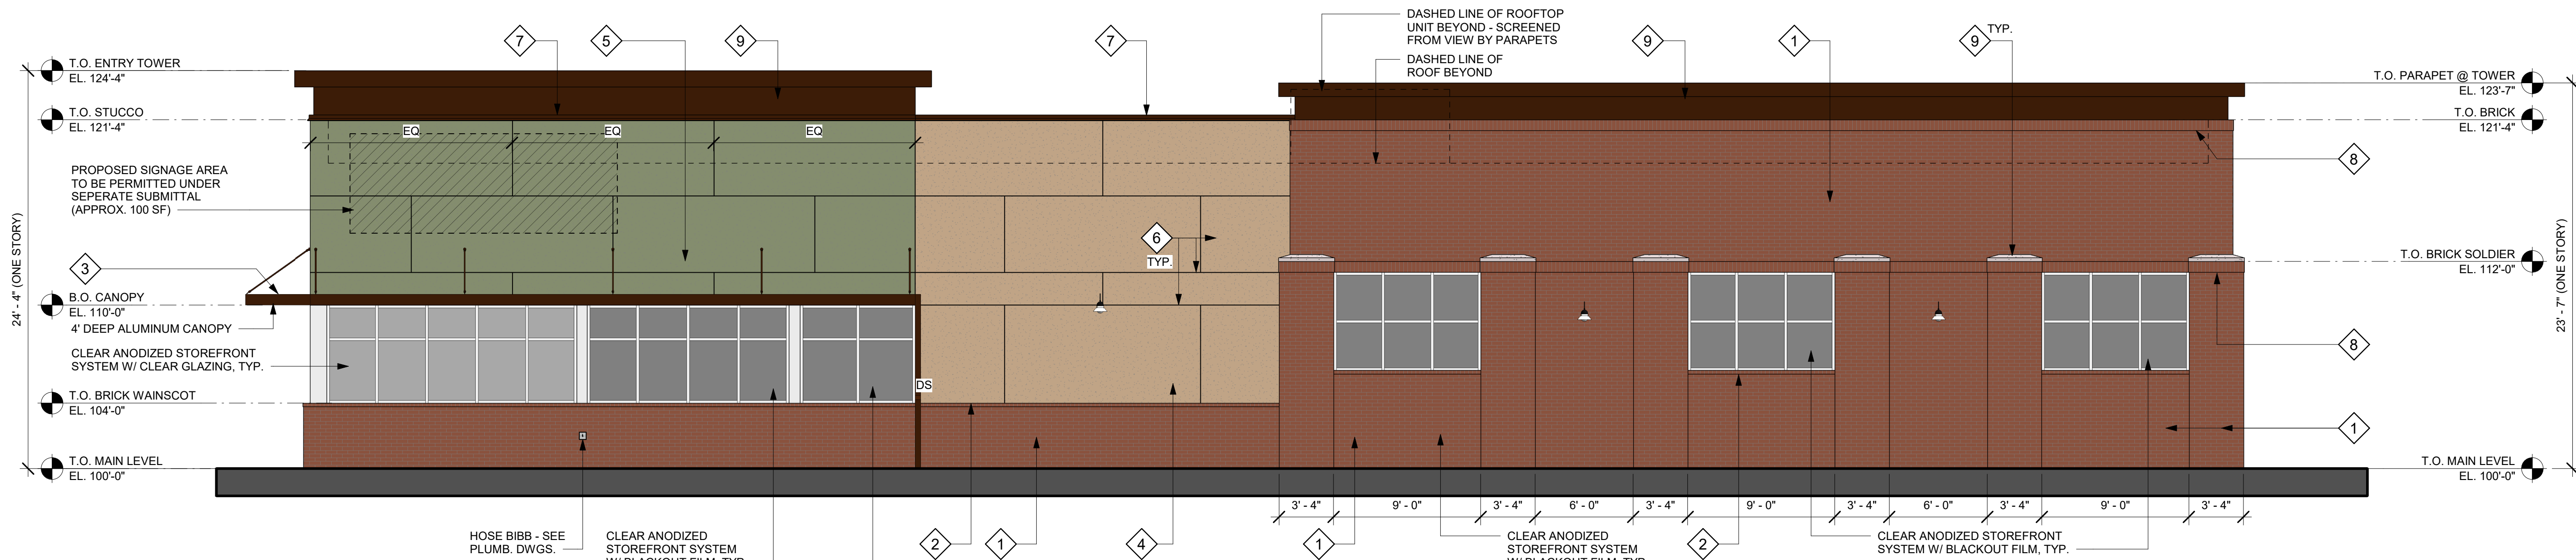 DASHED LINE OF ROOFTOP
UNIT BEYOND - SCREENED
FROM VIEW BY PARAPETS
DASHED LINE OF
ROOF BEYOND
7
5
9
7
9
1
9
TYP.
T.O. ENTRY TOWER
EL. 124'-4"
T.O. STUCCO
EL. 121'-4"
PROPOSED SIGNAGE AREA
TO BE PERMITTED UNDER
SEPERATE SUBMITTAL
(APPROX. 100 SF)
24' - 4" (ONE STORY)
3
B.O. CANOPY
EL. 110'-0"
4' DEEP ALUMINUM CANOPY
CLEAR ANODIZED STOREFRONT
SYSTEM W/ CLEAR GLAZING, TYP.
T.O. BRICK WAINSCOT
EL. 104'-0"
T.O. MAIN LEVEL
EL. 100'-0"
EQ
EQ
EQ
6
TYP.
DS
T.O. PARAPET @ TOWER
EL. 123'-7"
T.O. BRICK
EL. 121'-4"
8
T.O. BRICK SOLDIER
EL. 112'-0"
23' - 7" (ONE STORY)
8
1
T.O. MAIN LEVEL
EL. 100'-0"
3' - 4"
9' - 0"
3' - 4"
6' - 0"
3' - 4"
9' - 0"
3' - 4"
6' - 0"
3' - 4"
9' - 0"
3' - 4"
HOSE BIBB - SEE
PLUMB. DWGS.
CLEAR ANODIZED
STOREFRONT SYSTEM
W/ BLACKOUT FILM, TYP.
2
1
4
1
CLEAR ANODIZED
STOREFRONT SYSTEM
W/ BLACKOUT FILM, TYP.
2
CLEAR ANODIZED STOREFRONT
SYSTEM W/ BLACKOUT FILM, TYP.